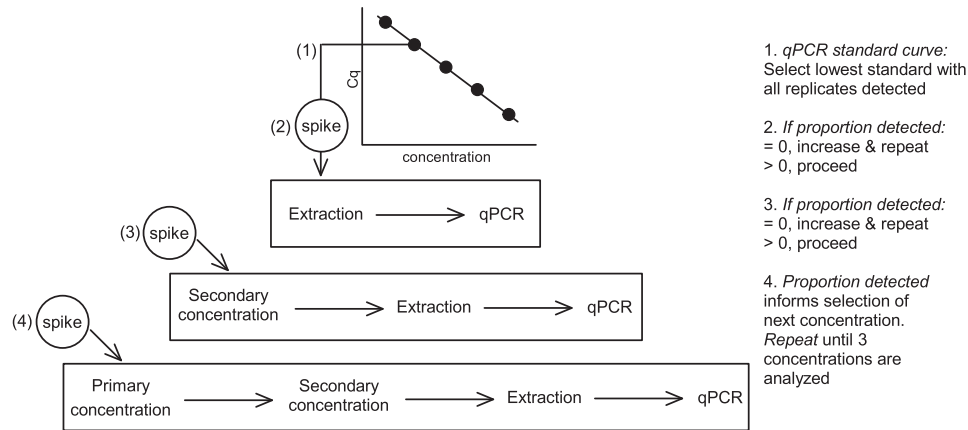 (1)
Cq
(2) spike
concentration
Extraction
qPCR
(3) spike
Secondary
concentration
Extraction
qPCR
(4) spike
Primary
concentration
Secondary
concentration
Extraction
qPCR
1. qPCR standard curve:
Select lowest standard with
all replicates detected
2. If proportion detected:
= 0, increase & repeat
> 0, proceed
3. If proportion detected:
= 0, increase & repeat
> 0, proceed
4. Proportion detected
informs selection of
next concentration.
Repeat until 3
concentrations are
analyzed